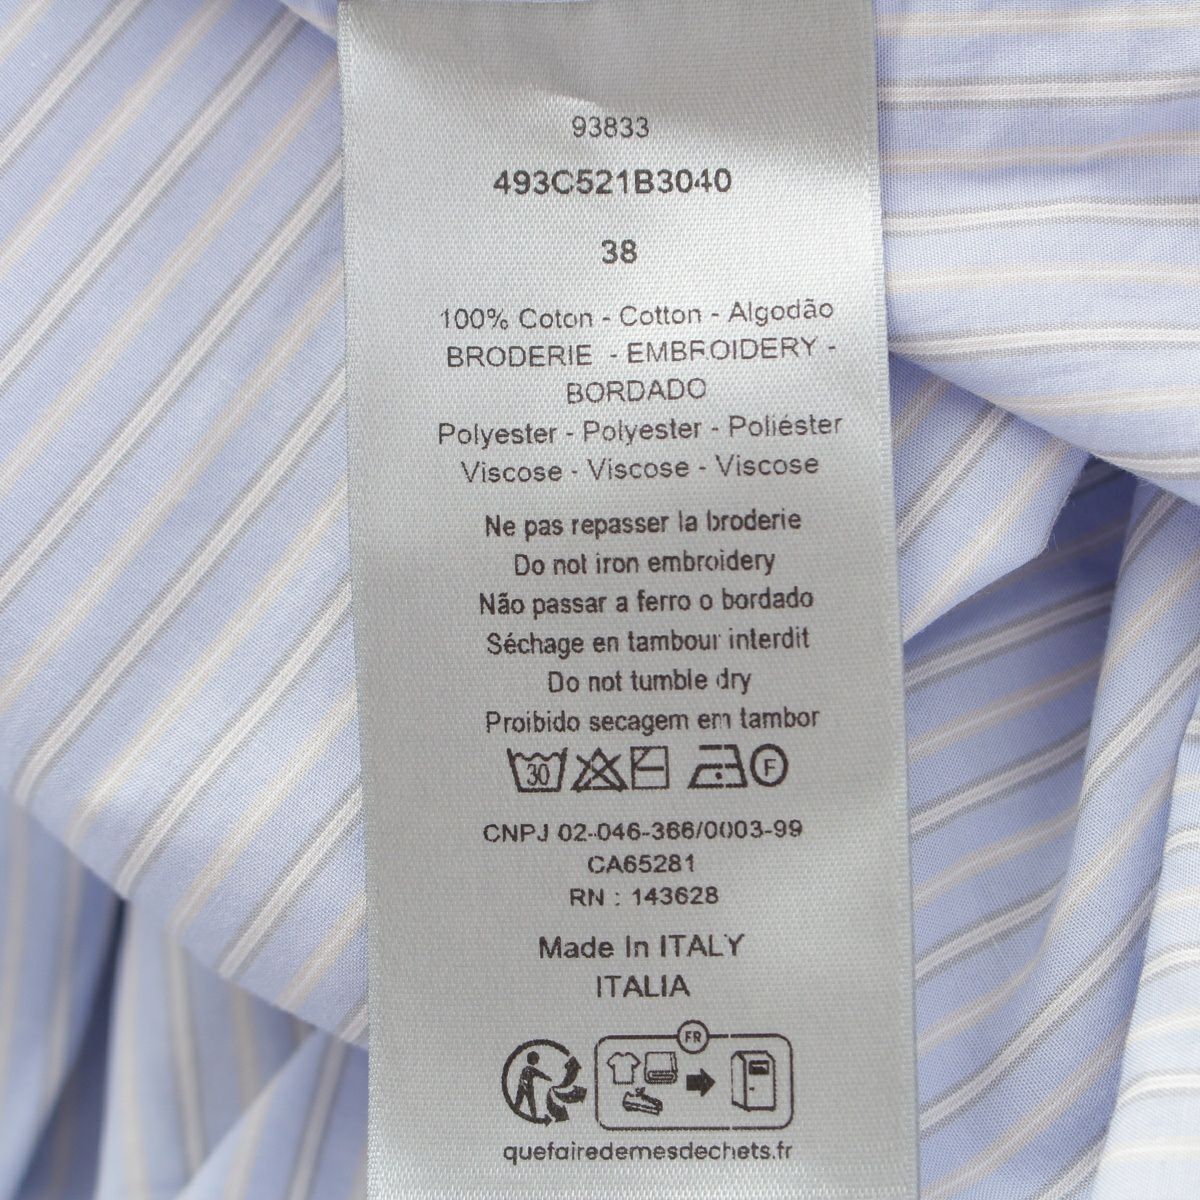 93833
493C521B3040
38
100% Coton - Cotton - Algodão
BRODERIE - EMBROIDERY -
BORDADO
Polyester - Polyester - Poliéster
Viscose - Viscose - Viscose
Ne pas repasser la broderie
Do not iron embroidery
Não passar a ferro o bordado
Séchage en tambour interdit
Do not tumble dry
Proibido secagem em tambor
30 F
CNPJ 02-046-366/0003-99
CA65281
RN : 143628
Made In ITALY
ITALIA
FR
quefairedemesdechets.fr